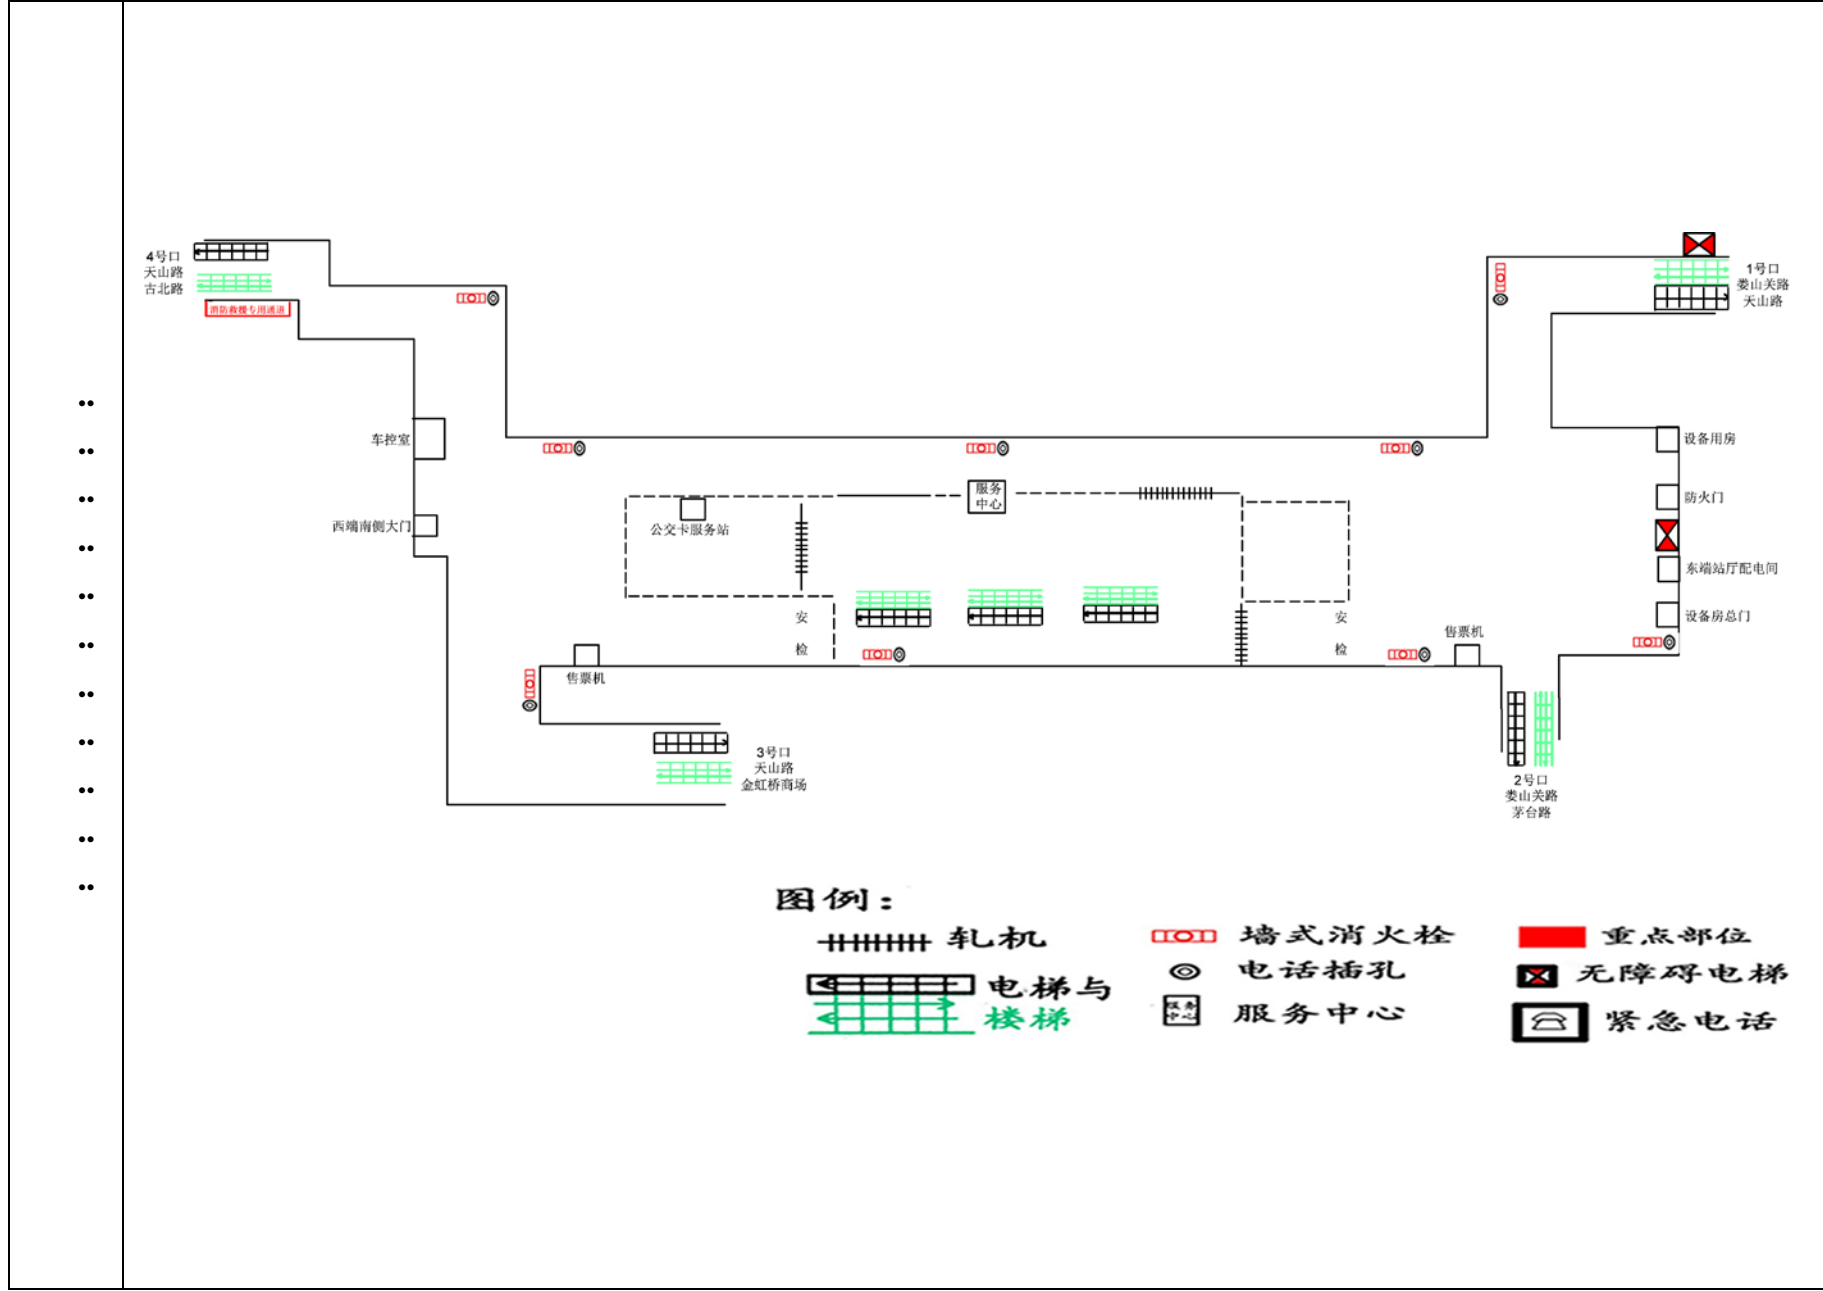 4号口
天山路
古北路
消防救援专用通道
1号口
娄山关路
天山路
车控室
西端南侧大门
公交卡服务站
服务
中心
设备用房
防火门
东端站厅配电间
设备房总门
安
检
安
检
售票机
售票机
3号口
天山路
金虹桥商场
2号口
娄山关路
茅台路
图例：
轧机
墙式消火栓
重点部位
电梯与
楼梯
电话插孔
无障碍电梯
服务
中心
服务中心
紧急电话